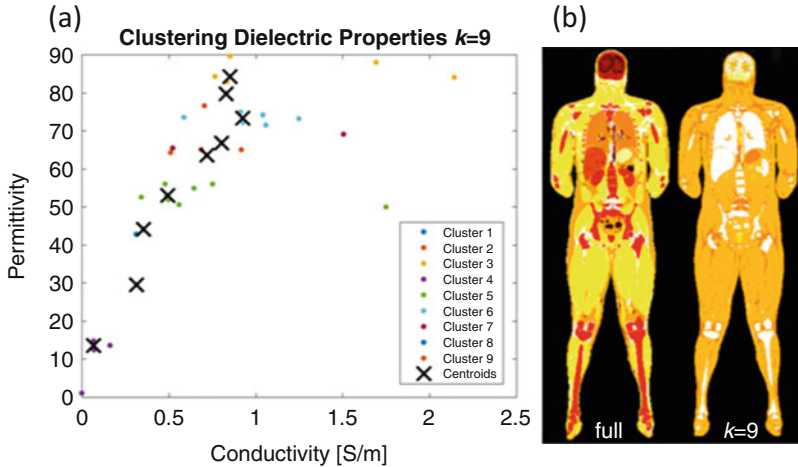 (a)
Clustering Dielectric Properties k=9
Permittivity
90
80
70
60
50
40
30
20
10
0
0
0.5
1
1.5
2
2.5
Conductivity [S/m]
Cluster 1
Cluster 2
Cluster 3
Cluster 4
Cluster 5
Cluster 6
Cluster 7
Cluster 8
Cluster 9
Centroids
(b)
full
k=9